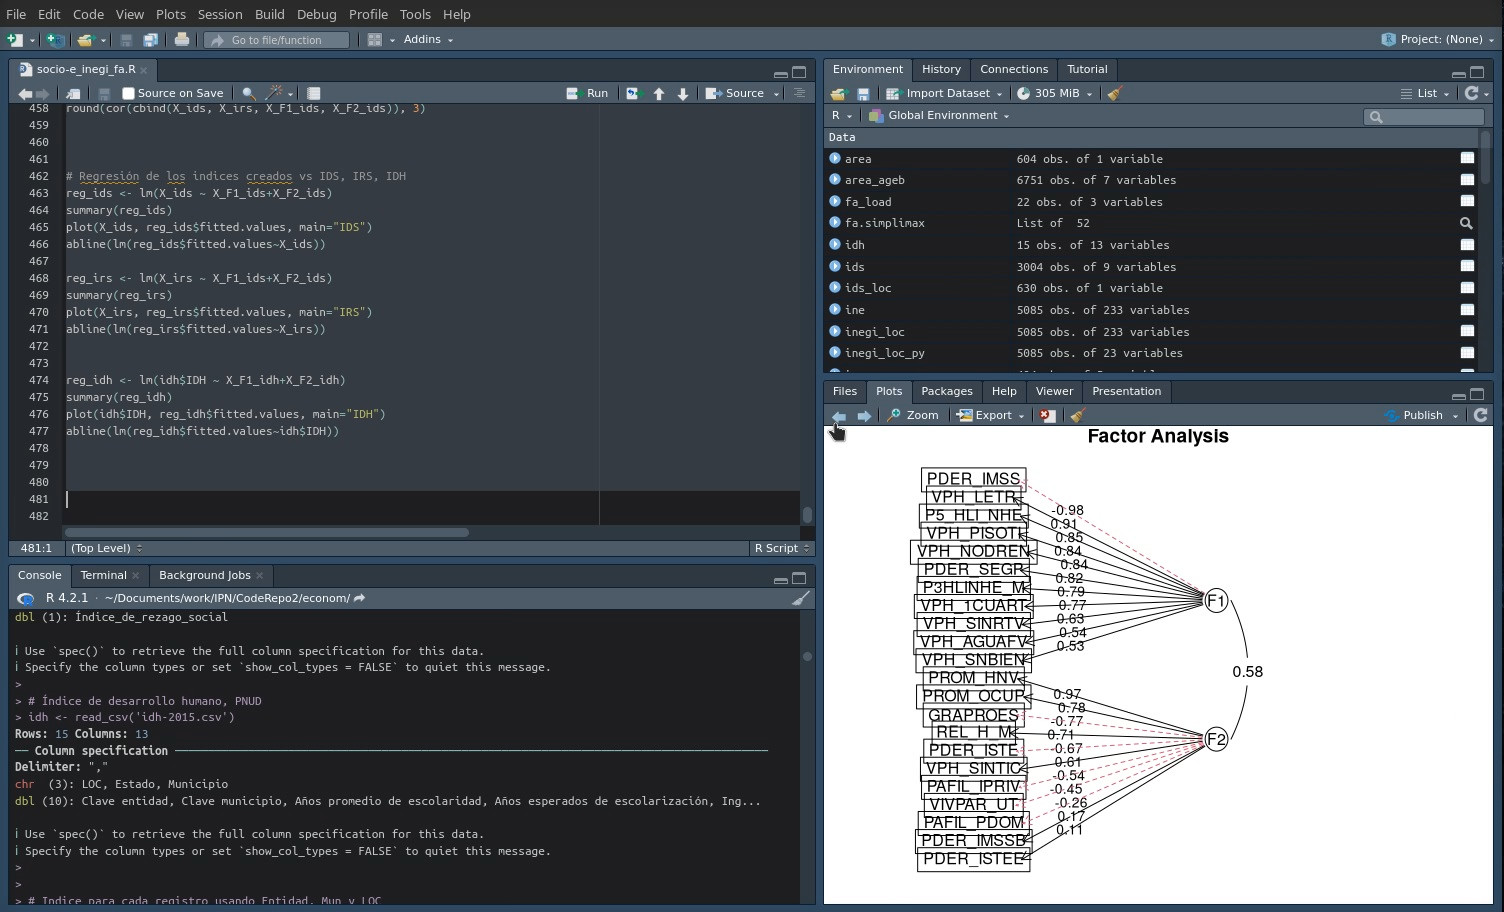 File Edit Code View Plots Session Build Debug Profile Tools Help
Go to file/function Addins Project: (None)
socio-e_inegi_fa.R
Source on Save Run Source
458 round(cor(cbind(X_ids, X_irs, X_F1_ids, X_F2_ids)), 3)
459
460
461
462 # Regresión de los indices creados vs IDS, IRS, IDH
463 reg_ids <- lm(X_ids ~ X_F1_ids+X_F2_ids)
464 summary(reg_ids)
465 plot(X_ids, reg_ids$fitted.values, main="IDS")
466 abline(lm(reg_ids$fitted.values~X_ids))
467
468 reg_irs <- lm(X_irs ~ X_F1_ids+X_F2_ids)
469 summary(reg_irs)
470 plot(X_irs, reg_irs$fitted.values, main="IRS")
471 abline(lm(reg_irs$fitted.values~X_irs))
472
473
474 reg_idh <- lm(idh$IDH ~ X_F1_idh+X_F2_idh)
475 summary(reg_idh)
476 plot(idh$IDH, reg_idh$fitted.values, main="IDH")
477 abline(lm(reg_idh$fitted.values~idh$IDH))
478
479
480
481
482
481:1 (Top Level) R Script
Console Terminal Background Jobs
R 4.2.1 · ~/Documents/work/IPN/CodeRepo2/econom/
dbl (1): Índice_de_rezago_social
i Use `spec()` to retrieve the full column specification for this data.
i Specify the column types or set `show_col_types = FALSE` to quiet this message.
>
> # Índice de desarrollo humano, PNUD
> idh <- read_csv('idh-2015.csv')
Rows: 15 Columns: 13
── Column specification ──
Delimiter: ","
chr (3): LOC, Estado, Municipio
dbl (10): Clave entidad, Clave municipio, Años promedio de escolaridad, Años esperados de escolarización, Ing...
i Use `spec()` to retrieve the full column specification for this data.
i Specify the column types or set `show_col_types = FALSE` to quiet this message.
>
>
> # Indice para cada registro usando Entidad, Mun y LOC
Environment History Connections Tutorial
Import Dataset 305 MiB List
R Global Environment
Data
area 604 obs. of 1 variable
area_ageb 6751 obs. of 7 variables
fa_load 22 obs. of 3 variables
fa.simplimax List of 52
idh 15 obs. of 13 variables
ids 3004 obs. of 9 variables
ids_loc 630 obs. of 1 variable
ine 5085 obs. of 233 variables
inegi_loc 5085 obs. of 233 variables
inegi_loc_py 5085 obs. of 23 variables
Files Plots Packages Help Viewer Presentation
Zoom Export Publish
Factor Analysis
PDER_IMSS
VPH_LETR
P5_HLI_NHE
VPH_PISOTI
VPH_NODREN
PDER_SEGP
P3HLINHE_M
VPH_1CUART
VPH_SINRTV
VPH_AGUAFV
VPH_SNBIEN
PROM_HNV
PROM_OCUP
GRAPROES
REL_H_M
PDER_ISTE
VPH_SINTIC
PAFIL_IPRIV
VIVPAR_UT
PAFIL_PDOM
PDER_IMSSB
PDER_ISTEE
-0.98
0.91
0.85
0.84
0.84
0.82
0.79
0.77
0.63
0.54
0.53
0.97
0.78
-0.77
0.71
-0.67
0.61
-0.54
-0.45
-0.26
0.17
0.11
F1
0.58
F2